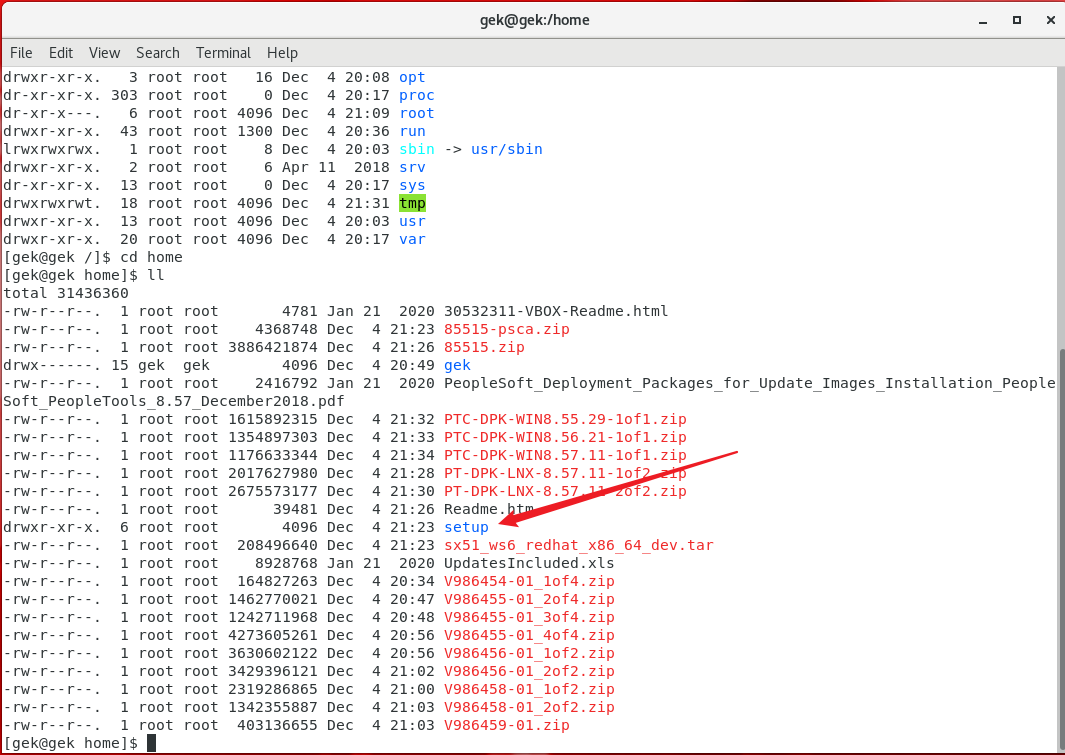 gek@gek:/home
File Edit View Search Terminal Help
drwxr-xr-x.   3 root root   16 Dec  4 20:08 opt
dr-xr-xr-x. 303 root root    0 Dec  4 20:17 proc
dr-xr-x---.   6 root root 4096 Dec  4 21:09 root
drwxr-xr-x.  43 root root 1300 Dec  4 20:36 run
lrwxrwxrwx.   1 root root    8 Dec  4 20:03 sbin -> usr/sbin
drwxr-xr-x.   2 root root    6 Apr 11  2018 srv
dr-xr-xr-x.  13 root root    0 Dec  4 20:17 sys
drwxrwxrwt.  18 root root 4096 Dec  4 21:31 tmp
drwxr-xr-x.  13 root root 4096 Dec  4 20:03 usr
drwxr-xr-x.  20 root root 4096 Dec  4 20:17 var
[gek@gek /]$ cd home
[gek@gek home]$ ll
total 31436360
-rw-r--r--.  1 root root       4781 Jan 21  2020 30532311-VBOX-Readme.html
-rw-r--r--.  1 root root    4368748 Dec  4 21:23 85515-psca.zip
-rw-r--r--.  1 root root 3886421874 Dec  4 21:26 85515.zip
drwx------. 15 gek  gek        4096 Dec  4 20:49 gek
-rw-r--r--.  1 root root    2416792 Jan 21  2020 PeopleSoft_Deployment_Packages_for_Update_Images_Installation_People
Soft_PeopleTools_8.57_December2018.pdf
-rw-r--r--.  1 root root 1615892315 Dec  4 21:32 PTC-DPK-WIN8.55.29-1of1.zip
-rw-r--r--.  1 root root 1354897303 Dec  4 21:33 PTC-DPK-WIN8.56.21-1of1.zip
-rw-r--r--.  1 root root 1176633344 Dec  4 21:34 PTC-DPK-WIN8.57.11-1of1.zip
-rw-r--r--.  1 root root 2017627980 Dec  4 21:28 PT-DPK-LNX-8.57.11-1of2.zip
-rw-r--r--.  1 root root 2675573177 Dec  4 21:30 PT-DPK-LNX-8.57.11-2of2.zip
-rw-r--r--.  1 root root      39481 Dec  4 21:26 Readme.htm
drwxr-xr-x.  6 root root       4096 Dec  4 21:23 setup
-rw-r--r--.  1 root root  208496640 Dec  4 21:23 sx51_ws6_redhat_x86_64_dev.tar
-rw-r--r--.  1 root root    8928768 Jan 21  2020 UpdatesIncluded.xls
-rw-r--r--.  1 root root  164827263 Dec  4 20:34 V986454-01_1of4.zip
-rw-r--r--.  1 root root 1462770021 Dec  4 20:47 V986455-01_2of4.zip
-rw-r--r--.  1 root root 1242711968 Dec  4 20:48 V986455-01_3of4.zip
-rw-r--r--.  1 root root 4273605261 Dec  4 20:56 V986455-01_4of4.zip
-rw-r--r--.  1 root root 3630602122 Dec  4 20:56 V986456-01_1of2.zip
-rw-r--r--.  1 root root 3429396121 Dec  4 21:02 V986456-01_2of2.zip
-rw-r--r--.  1 root root 2319286865 Dec  4 21:00 V986458-01_1of2.zip
-rw-r--r--.  1 root root 1342355887 Dec  4 21:03 V986458-01_2of2.zip
-rw-r--r--.  1 root root  403136655 Dec  4 21:03 V986459-01.zip
[gek@gek home]$